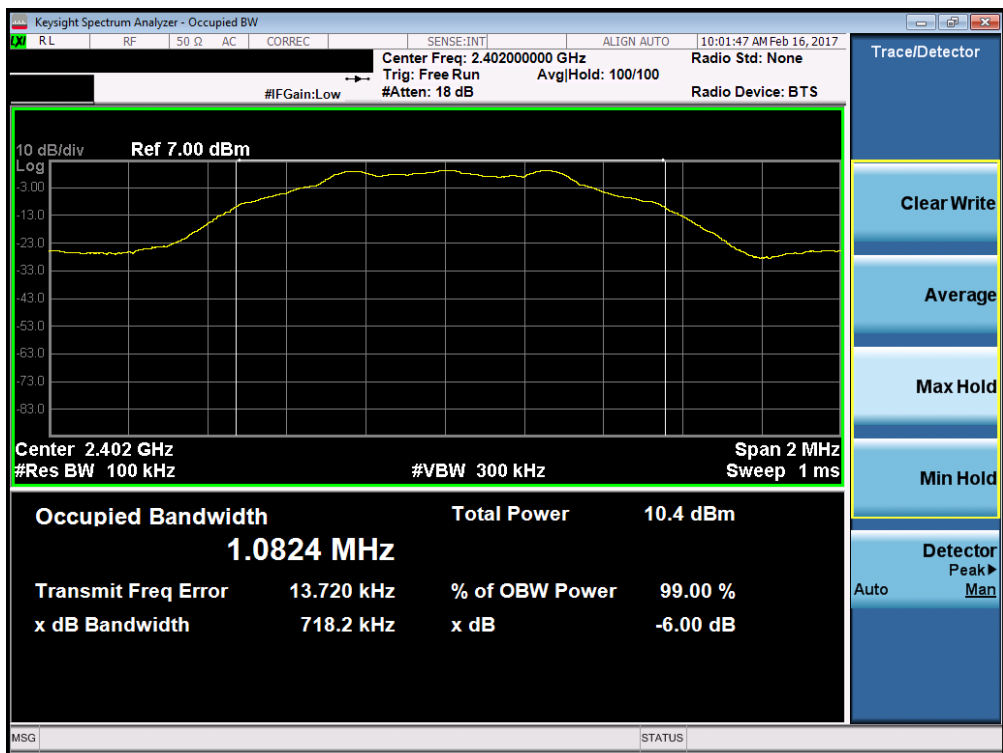 Keysight Spectrum Analyzer - Occupied BW
LXI RL RF 50 Ω AC CORREC SENSE:INT ALIGN AUTO 10:01:47 AM Feb 16, 2017
Center Freq: 2.402000000 GHz Radio Std: None
Trig: Free Run Avg|Hold: 100/100
#IFGain:Low #Atten: 18 dB Radio Device: BTS
10 dB/div Ref 7.00 dBm
Log
-3.00
-13.0
-23.0
-33.0
-43.0
-53.0
-63.0
-73.0
-83.0
Center 2.402 GHz Span 2 MHz
#Res BW 100 kHz #VBW 300 kHz Sweep 1 ms
Occupied Bandwidth Total Power 10.4 dBm
1.0824 MHz
Transmit Freq Error 13.720 kHz % of OBW Power 99.00 %
x dB Bandwidth 718.2 kHz x dB -6.00 dB
MSG STATUS
Trace/Detector
Clear Write
Average
Max Hold
Min Hold
Detector
Peak▶
Auto Man